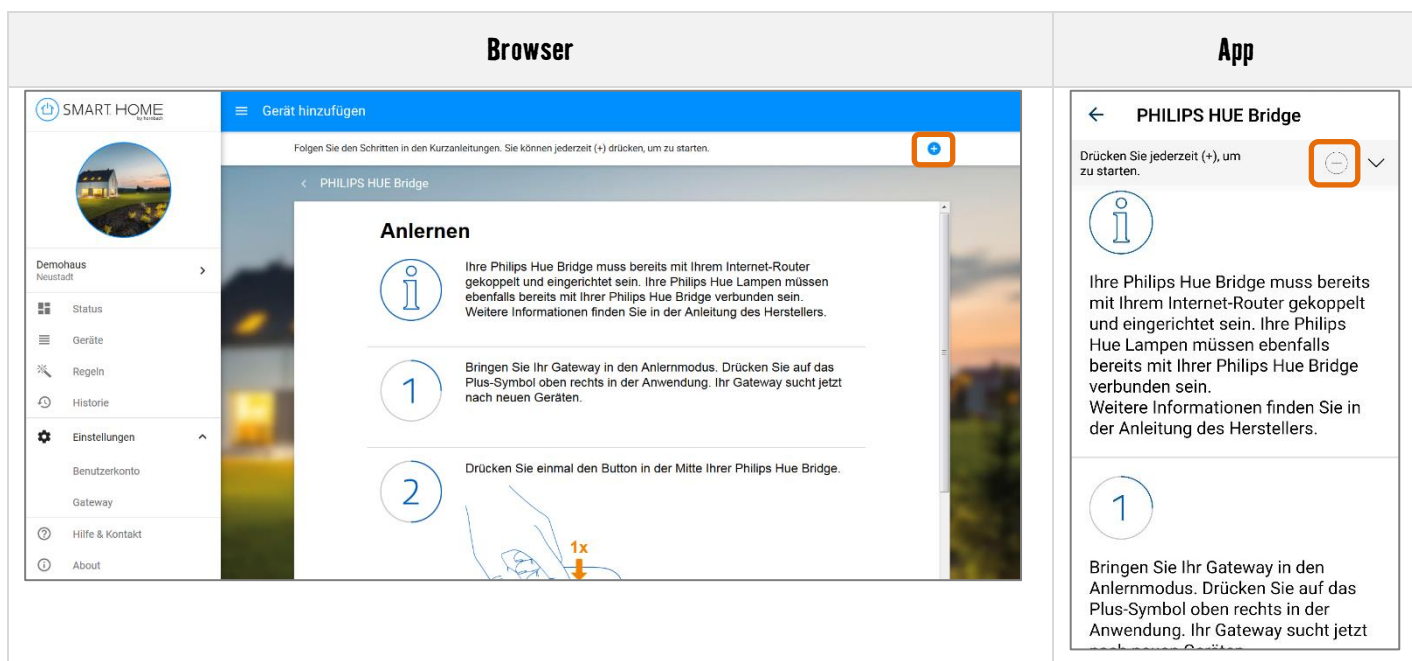 Browser
App
SMART HOME
by hornbach
Demohaus
Neustadt
Status
Geräte
Regeln
Historie
Einstellungen
Benutzerkonto
Gateway
Hilfe & Kontakt
About
Gerät hinzufügen
Folgen Sie den Schritten in den Kurzanleitungen. Sie können jederzeit (+) drücken, um zu starten.
PHILIPS HUE Bridge
Anlernen
Ihre Philips Hue Bridge muss bereits mit Ihrem Internet-Router
gekoppelt und eingerichtet sein. Ihre Philips Hue Lampen müssen
ebenfalls bereits mit Ihrer Philips Hue Bridge verbunden sein.
Weitere Informationen finden Sie in der Anleitung des Herstellers.
1
Bringen Sie Ihr Gateway in den Anlernmodus. Drücken Sie auf das
Plus-Symbol oben rechts in der Anwendung. Ihr Gateway sucht jetzt
nach neuen Geräten.
2
Drücken Sie einmal den Button in der Mitte Ihrer Philips Hue Bridge.
1x
PHILIPS HUE Bridge
Drücken Sie jederzeit (+), um
zu starten.
Ihre Philips Hue Bridge muss bereits
mit Ihrem Internet-Router gekoppelt
und eingerichtet sein. Ihre Philips
Hue Lampen müssen ebenfalls
bereits mit Ihrer Philips Hue Bridge
verbunden sein.
Weitere Informationen finden Sie in
der Anleitung des Herstellers.
1
Bringen Sie Ihr Gateway in den
Anlernmodus. Drücken Sie auf das
Plus-Symbol oben rechts in der
Anwendung. Ihr Gateway sucht jetzt
nach neuen Geräten